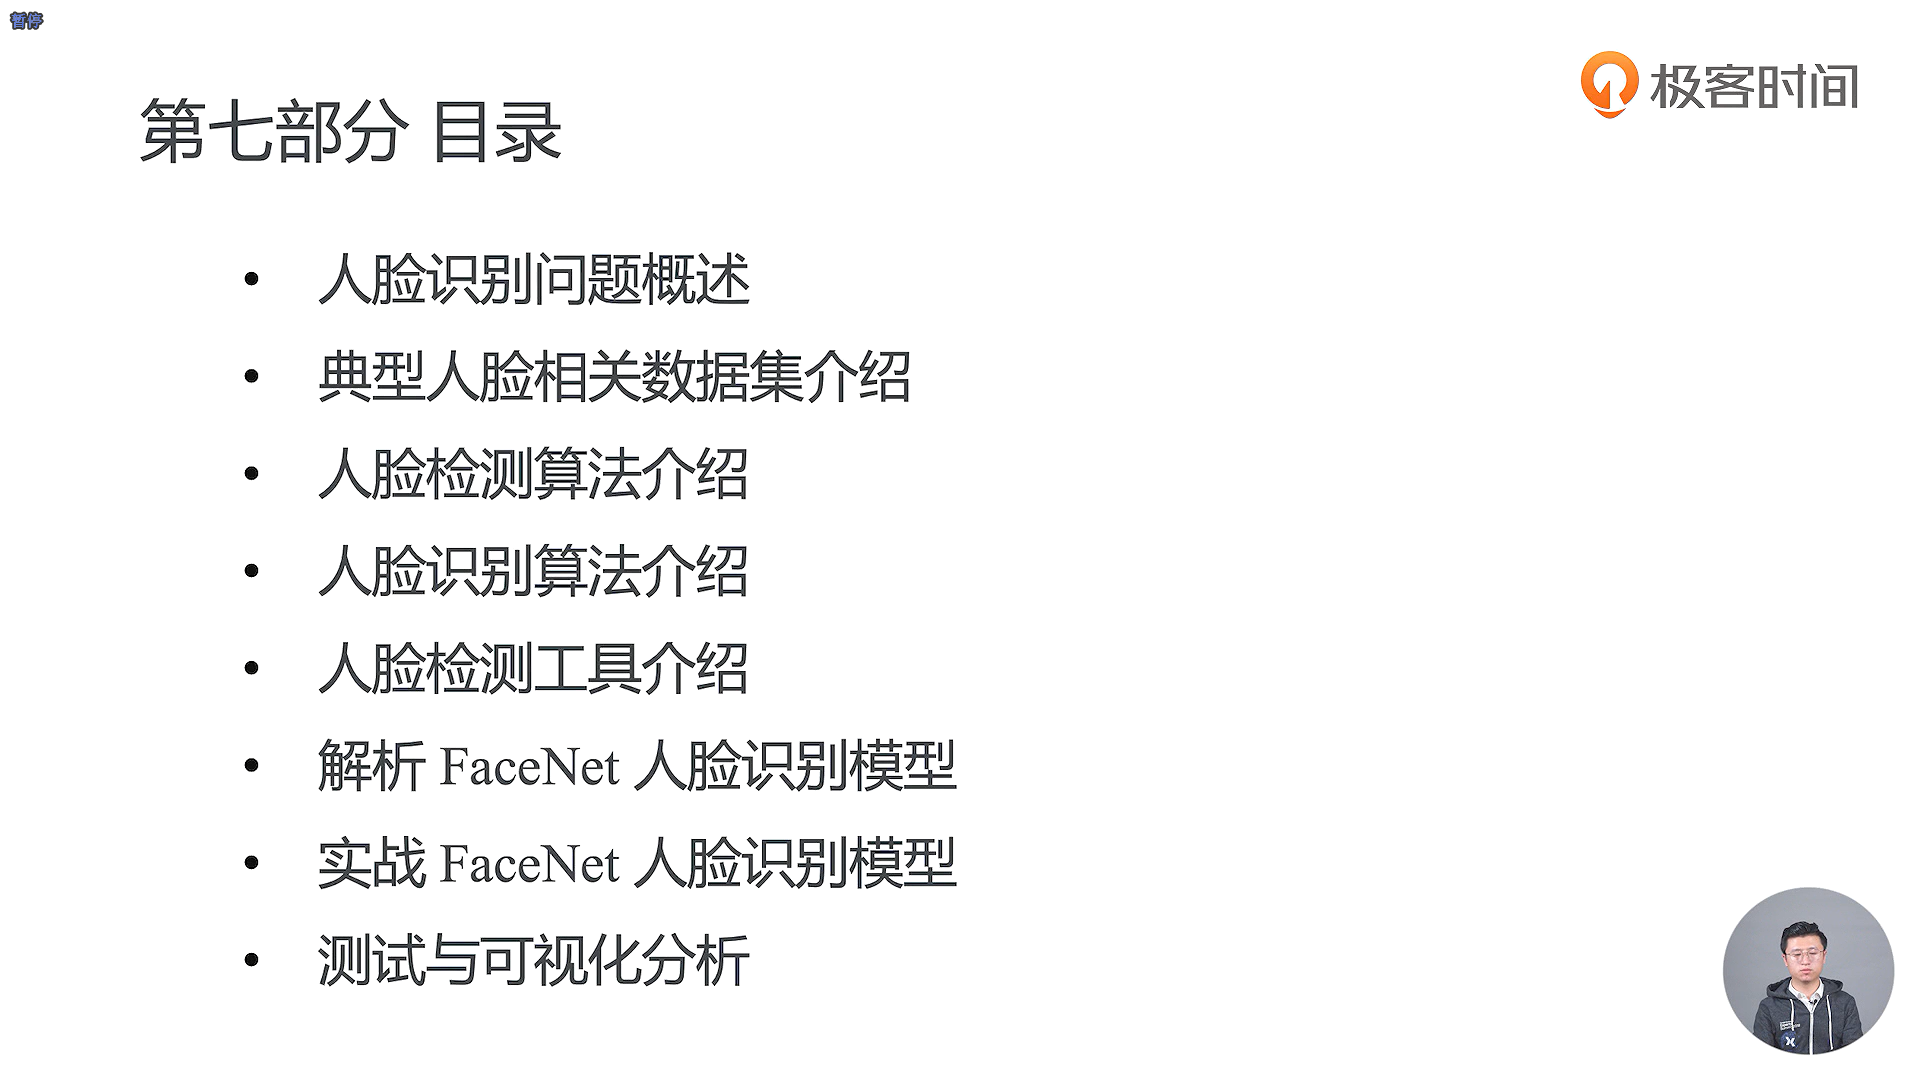 暂停
极客时间
第七部分 目录
• 人脸识别问题概述
• 典型人脸相关数据集介绍
• 人脸检测算法介绍
• 人脸识别算法介绍
• 人脸检测工具介绍
• 解析 FaceNet 人脸识别模型
• 实战 FaceNet 人脸识别模型
• 测试与可视化分析